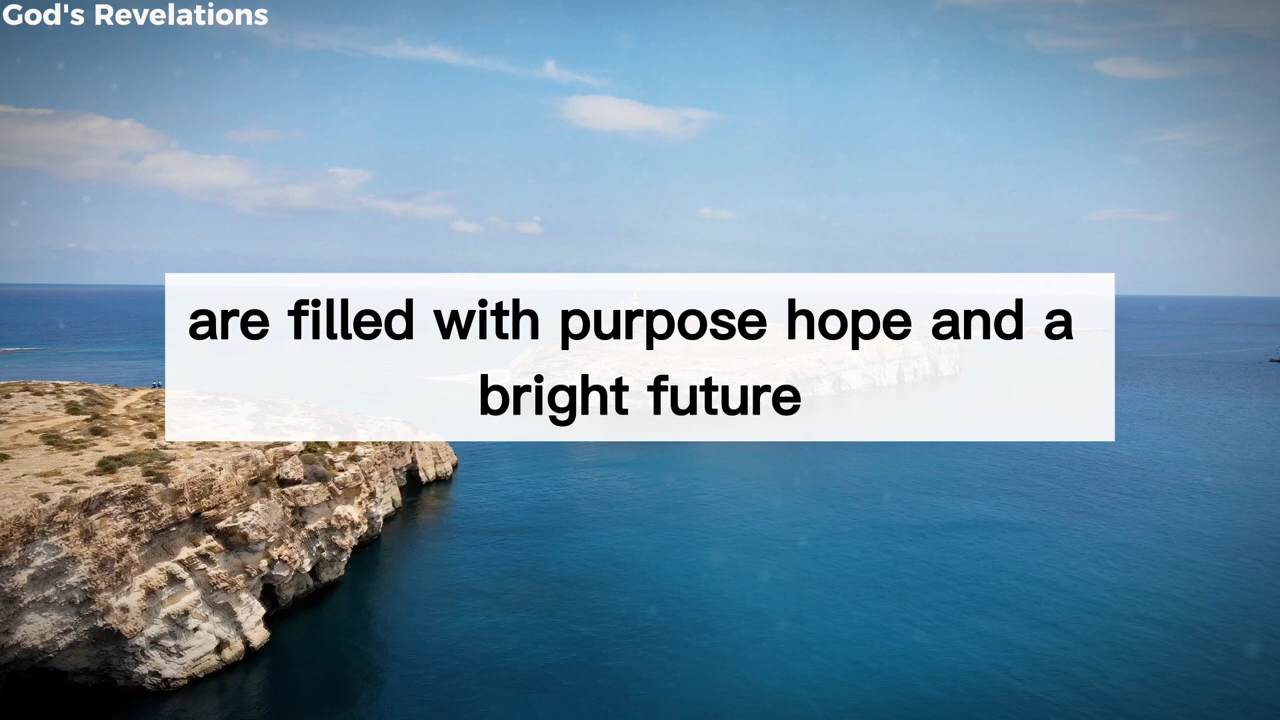 God's Revelations
are filled with purpose hope and a
bright future